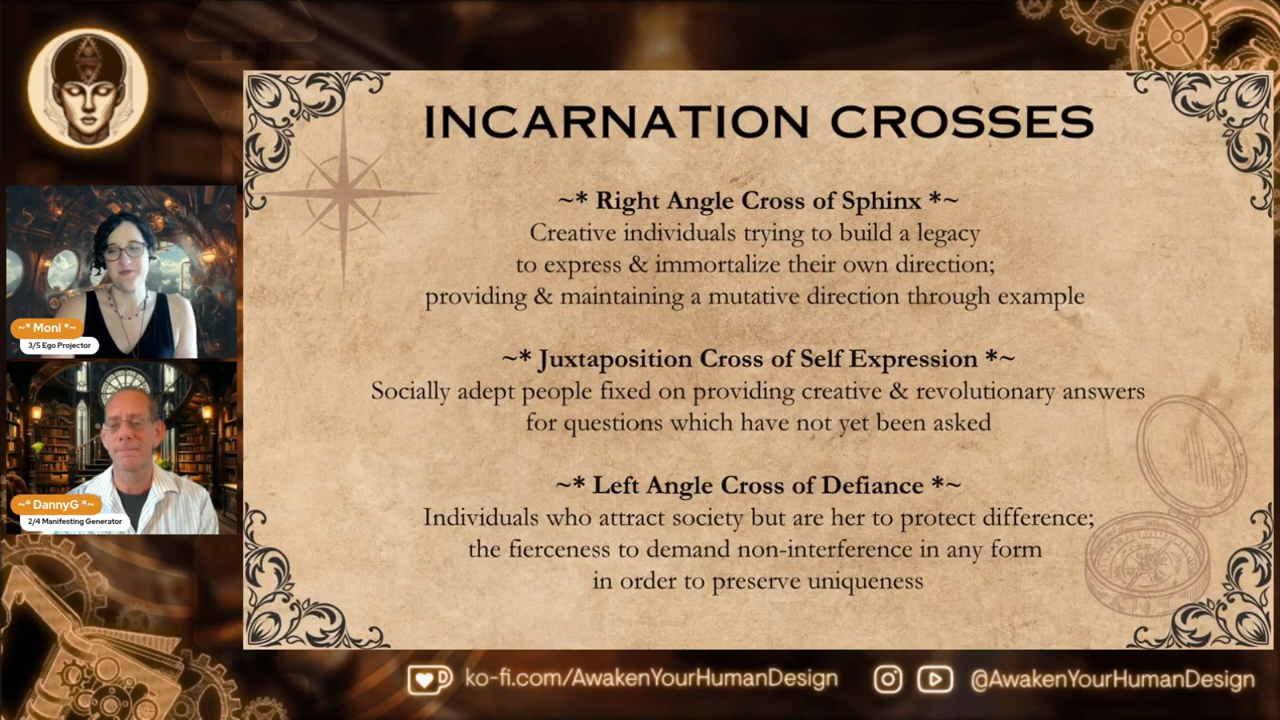 INCARNATION CROSSES
~* Right Angle Cross of Sphinx *~
Creative individuals trying to build a legacy
to express & immortalize their own direction;
providing & maintaining a mutative direction through example
~* Juxtaposition Cross of Self Expression *~
Socially adept people fixed on providing creative & revolutionary answers
for questions which have not yet been asked
~* Left Angle Cross of Defiance *~
Individuals who attract society but are her to protect difference;
the fierceness to demand non-interference in any form
in order to preserve uniqueness
~* Moni *~
3/5 Ego Projector
~* DannyG *~
2/4 Manifesting Generator
ko-fi.com/AwakenYourHumanDesign
@AwakenYourHumanDesign